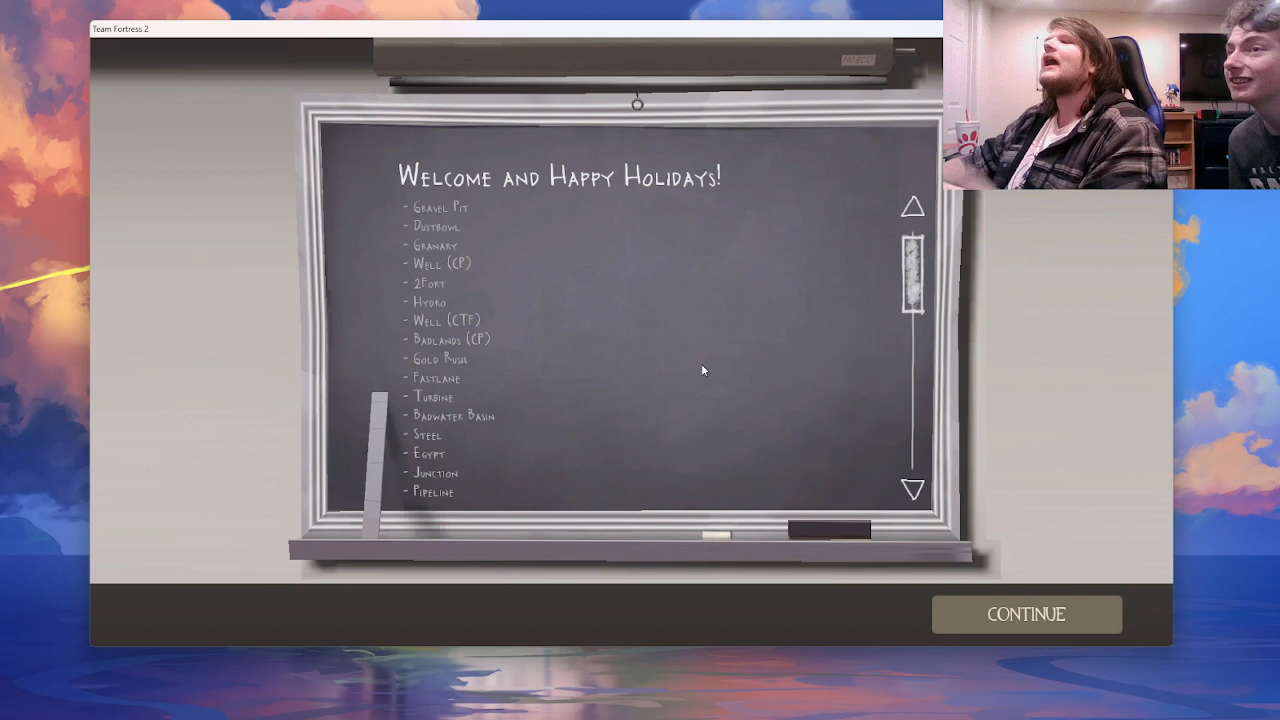 Team Fortress 2
Welcome and Happy Holidays!
- Gravel Pit
- Dustbowl
- Granary
- Well (CP)
- 2Fort
- Hydro
- Well (CTF)
- Badlands (CP)
- Gold Rush
- Fastlane
- Turbine
- Badwater Basin
- Steel
- Egypt
- Junction
- Pipeline
CONTINUE